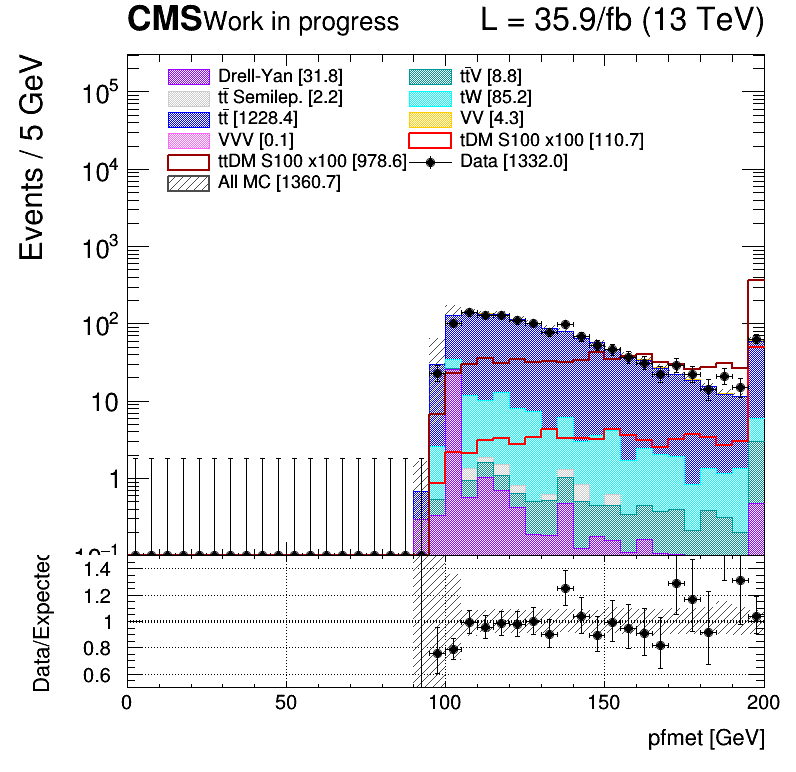 CMS Work in progress L = 35.9/fb (13 TeV)
Drell-Yan [31.8] tt̄V [8.8]
tt̄ Semilep. [2.2] tW [85.2]
tt̄ [1228.4] VV [4.3]
VVV [0.1] tDM S100 x100 [110.7]
ttDM S100 x100 [978.6] Data [1332.0]
All MC [1360.7]
Events / 5 GeV
10⁵
10⁴
10³
10²
10
1
10⁻¹
Data/Expected
1.4
1.2
1
0.8
0.6
0 50 100 150 200
pfmet [GeV]